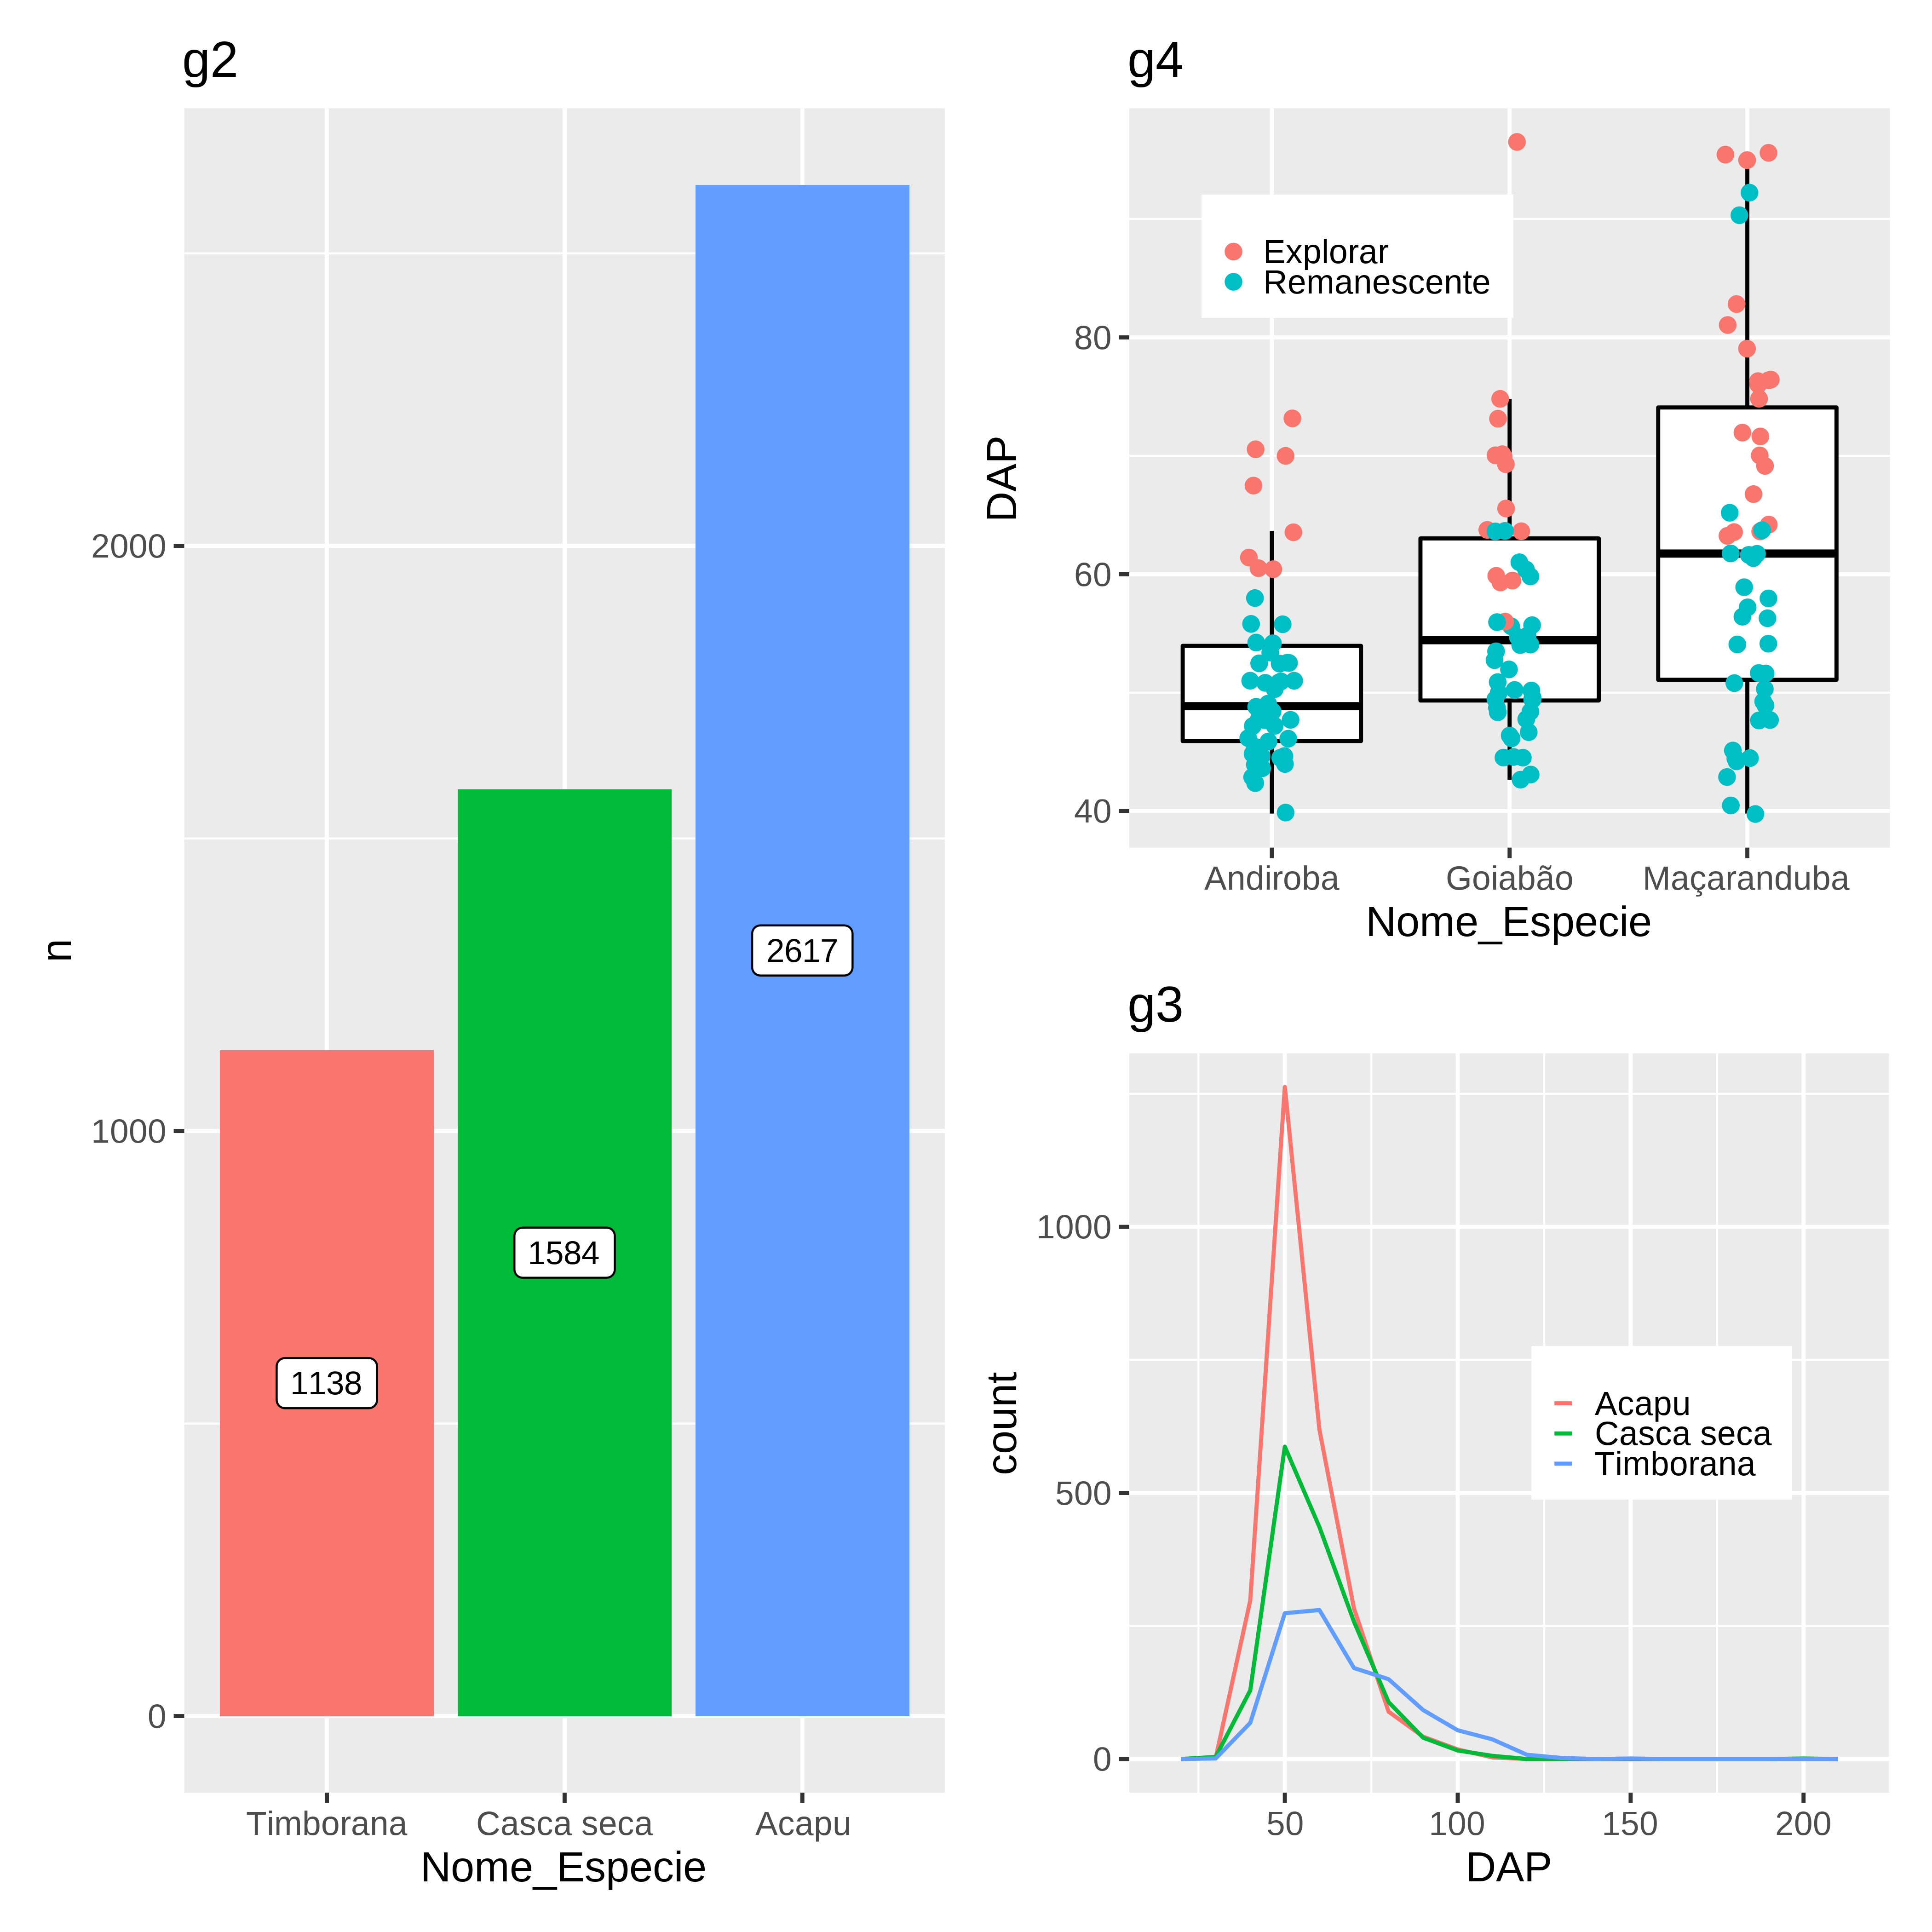 g2
n
2000
1000
0
2617
1584
1138
Timborana
Casca seca
Acapu
Nome_Especie
g4
DAP
80
60
40
Explorar
Remanescente
Andiroba
Goiabão
Maçaranduba
Nome_Especie
g3
count
1000
500
0
Acapu
Casca seca
Timborana
50
100
150
200
DAP